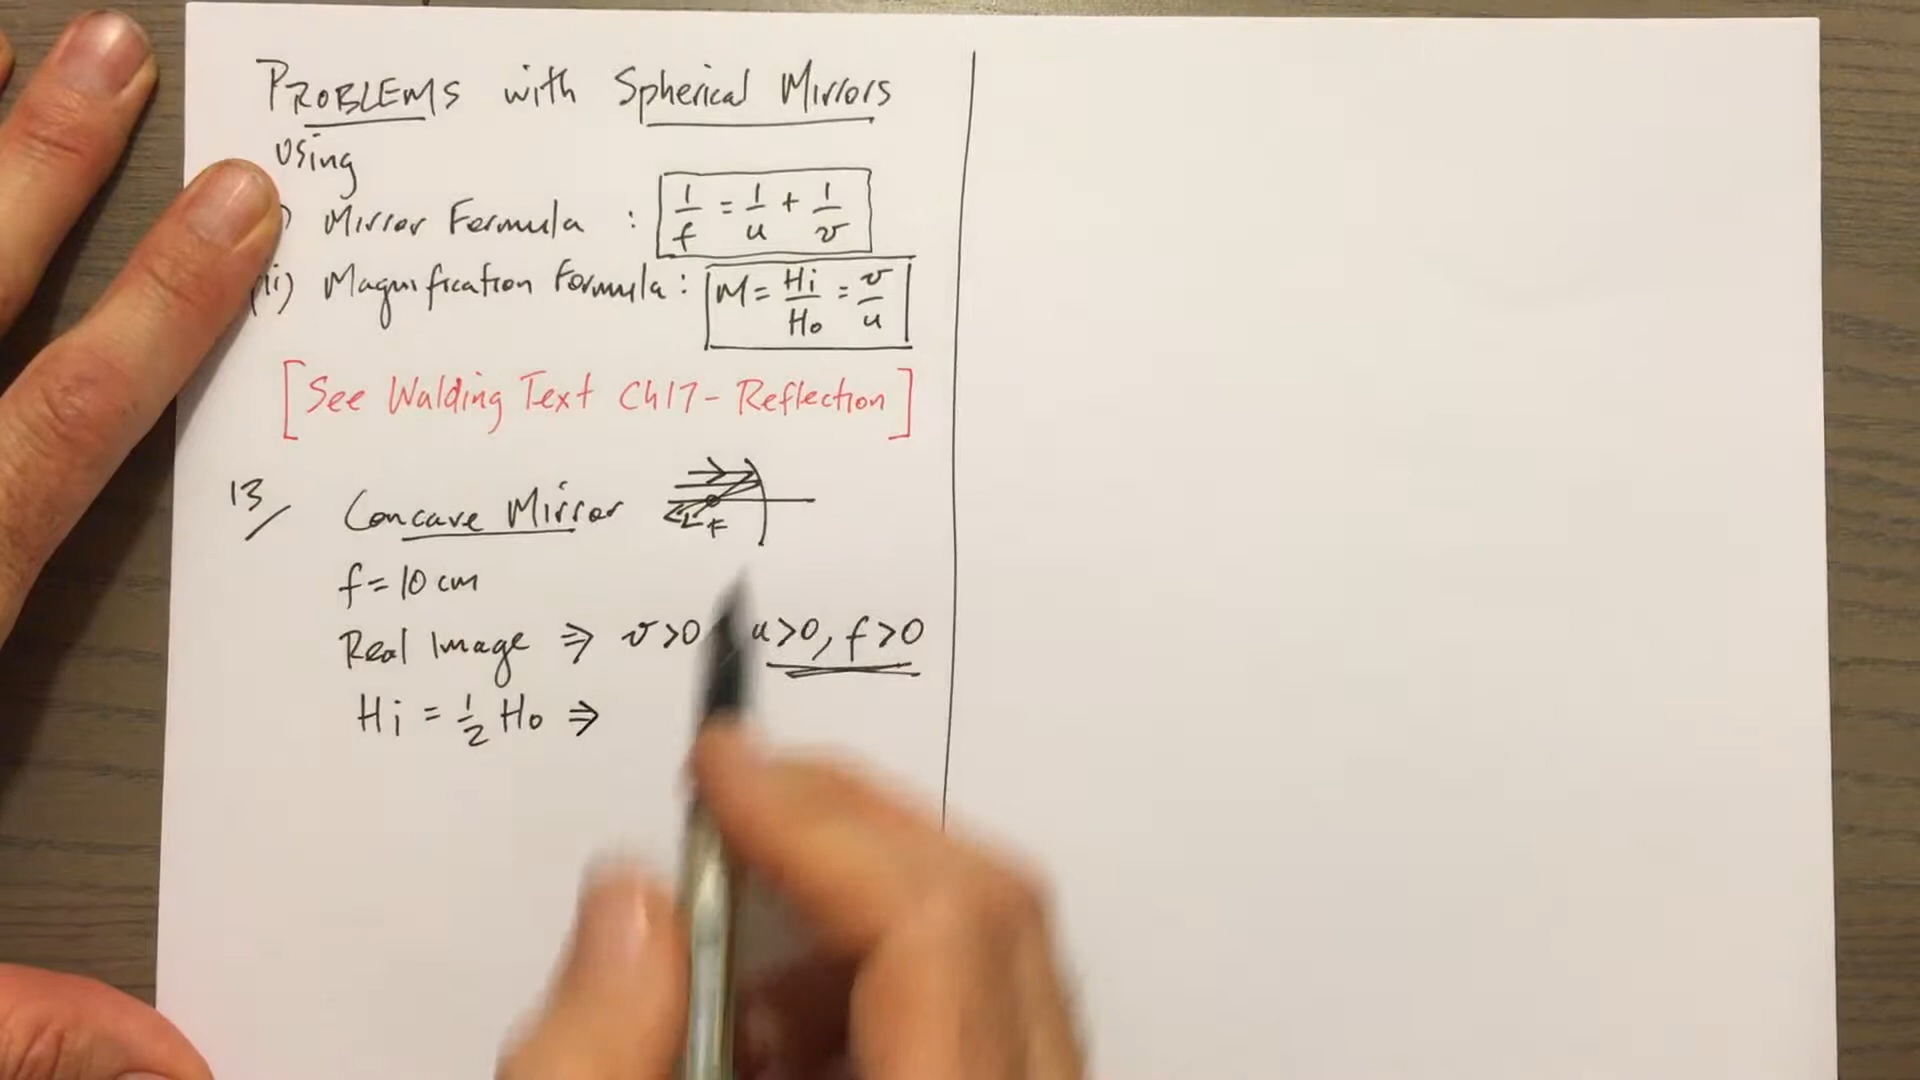 PROBLEMS with Spherical Mirrors
using
) Mirror Formula : 1/f = 1/u + 1/v
(ii) Magnification Formula : M = Hi/Ho = v/u
[See Walding Text Ch17 - Reflection]
13/ Concave Mirror
F
f = 10 cm
Real Image ⇒ v>0 u>0, f>0
Hi = 1/2 Ho ⇒